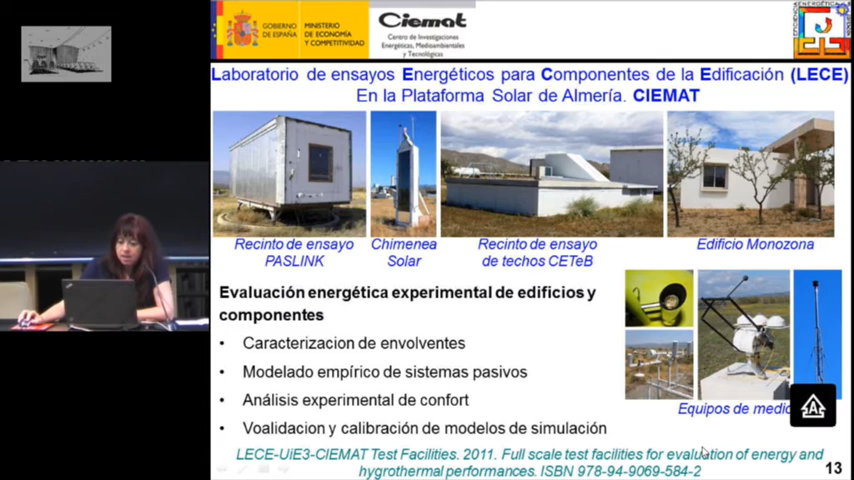 GOBIERNO
DE ESPAÑA
MINISTERIO
DE ECONOMÍA
Y COMPETITIVIDAD
Ciemat
Centro de Investigaciones
Energéticas, Medioambientales
y Tecnológicas
Laboratorio de ensayos Energéticos para Componentes de la Edificación (LECE)
En la Plataforma Solar de Almería. CIEMAT
Recinto de ensayo
PASLINK
Chimenea
Solar
Recinto de ensayo
de techos CETeB
Edificio Monozona
Evaluación energética experimental de edificios y
componentes
• Caracterizacion de envolventes
• Modelado empírico de sistemas pasivos
• Análisis experimental de confort
• Voalidacion y calibración de modelos de simulación
Equipos de medic
LECE-UiE3-CIEMAT Test Facilities. 2011. Full scale test facilities for evaluation of energy and
hygrothermal performances. ISBN 978-94-9069-584-2
13